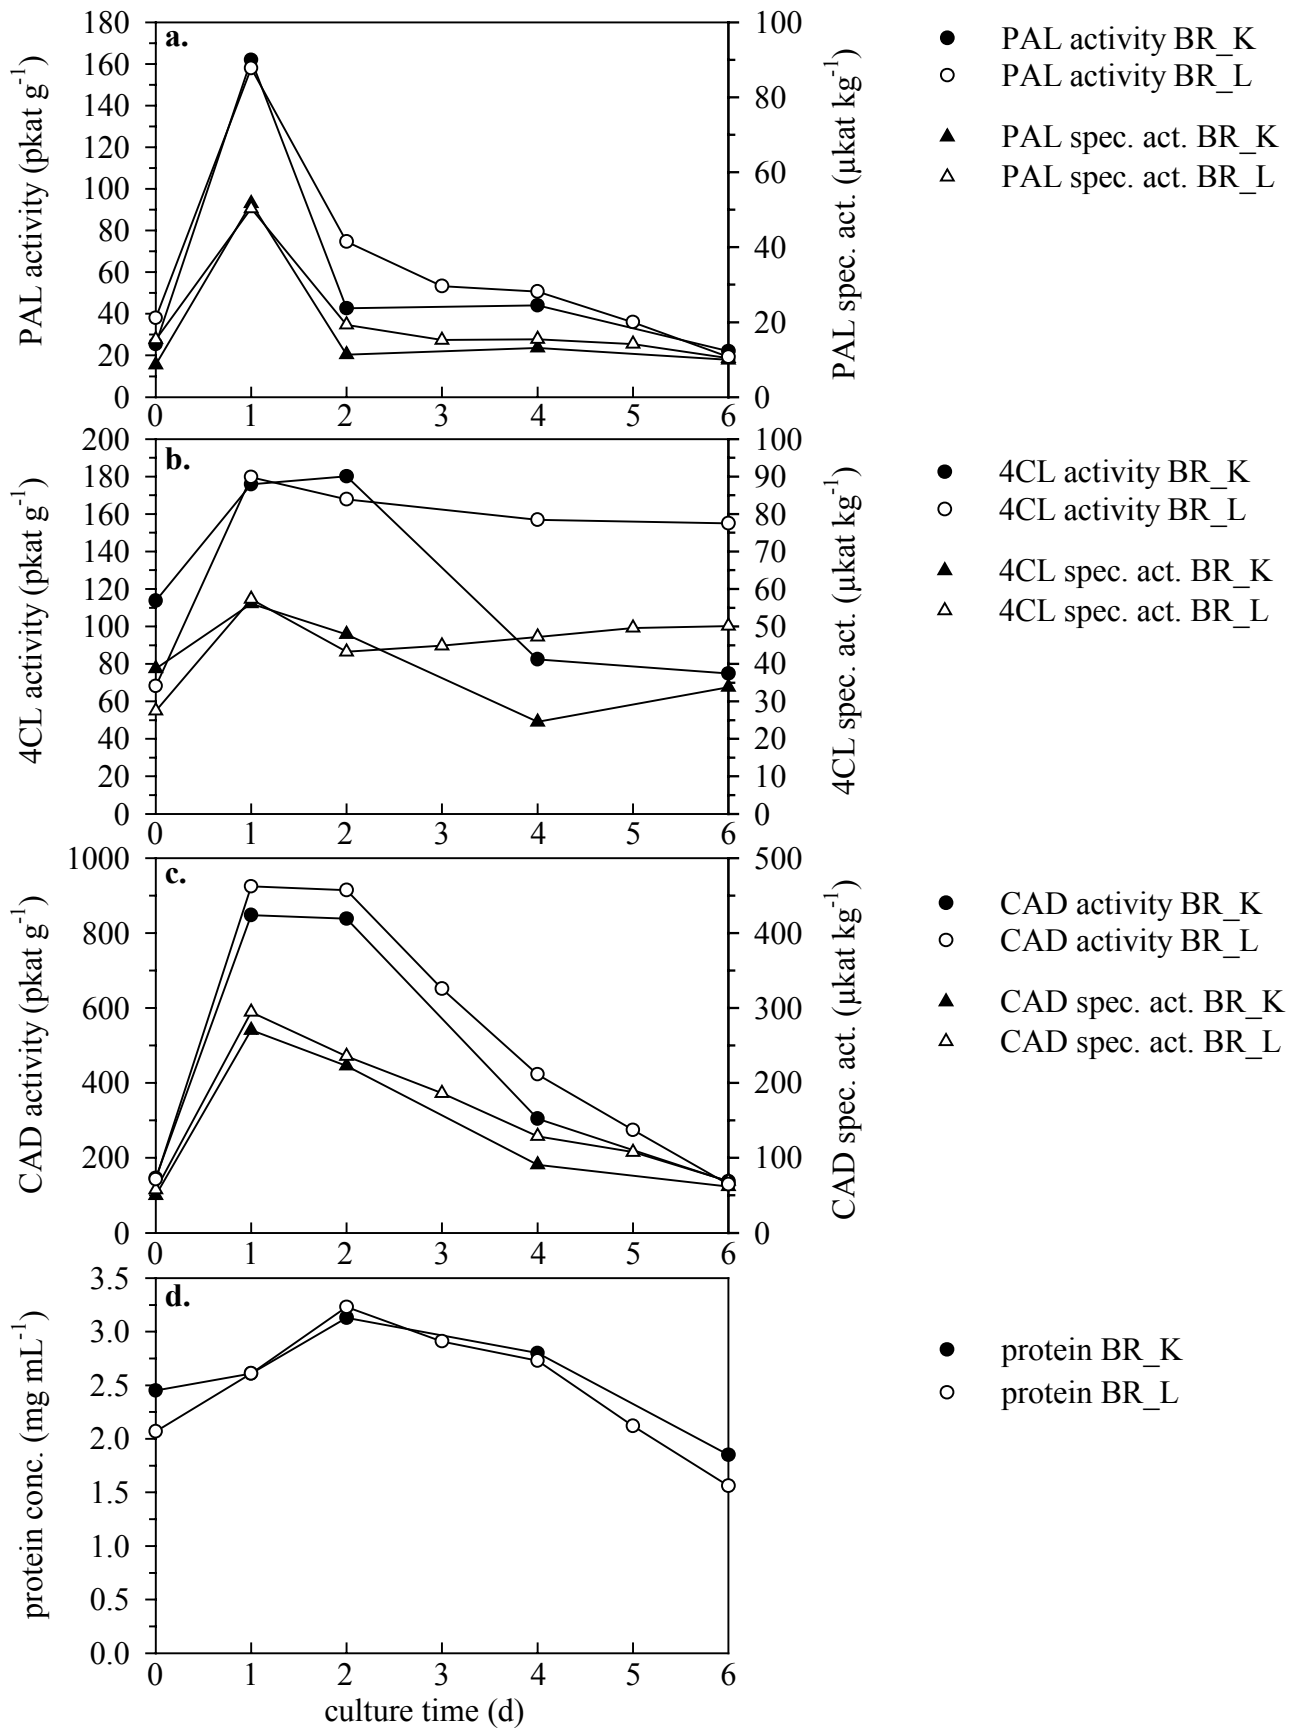 a.
PAL activity (pkat g⁻¹)
180
160
140
120
100
80
60
40
20
0
0 1 2 3 4 5 6
100
80
60
40
20
0
PAL spec. act. (μkat kg⁻¹)
PAL activity BR_K
PAL activity BR_L
PAL spec. act. BR_K
PAL spec. act. BR_L
b.
4CL activity (pkat g⁻¹)
200
180
160
140
120
100
80
60
40
20
0
0 1 2 3 4 5 6
100
90
80
70
60
50
40
30
20
10
0
4CL spec. act. (μkat kg⁻¹)
4CL activity BR_K
4CL activity BR_L
4CL spec. act. BR_K
4CL spec. act. BR_L
c.
CAD activity (pkat g⁻¹)
1000
800
600
400
200
0
0 1 2 3 4 5 6
500
400
300
200
100
0
CAD spec. act. (μkat kg⁻¹)
CAD activity BR_K
CAD activity BR_L
CAD spec. act. BR_K
CAD spec. act. BR_L
d.
protein conc. (mg mL⁻¹)
3.5
3.0
2.5
2.0
1.5
1.0
0.5
0.0
0 1 2 3 4 5 6
culture time (d)
protein BR_K
protein BR_L